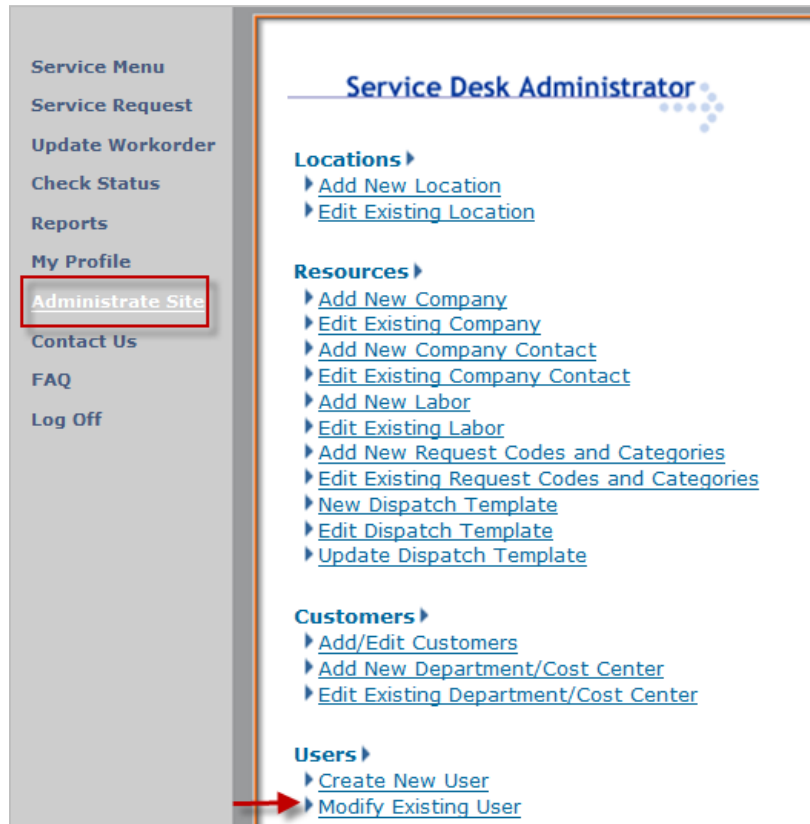 Service Menu
Service Request
Update Workorder
Check Status
Reports
My Profile
Administrate Site
Contact Us
FAQ
Log Off
Service Desk Administrator
Locations
Add New Location
Edit Existing Location
Resources
Add New Company
Edit Existing Company
Add New Company Contact
Edit Existing Company Contact
Add New Labor
Edit Existing Labor
Add New Request Codes and Categories
Edit Existing Request Codes and Categories
New Dispatch Template
Edit Dispatch Template
Update Dispatch Template
Customers
Add/Edit Customers
Add New Department/Cost Center
Edit Existing Department/Cost Center
Users
Create New User
Modify Existing User